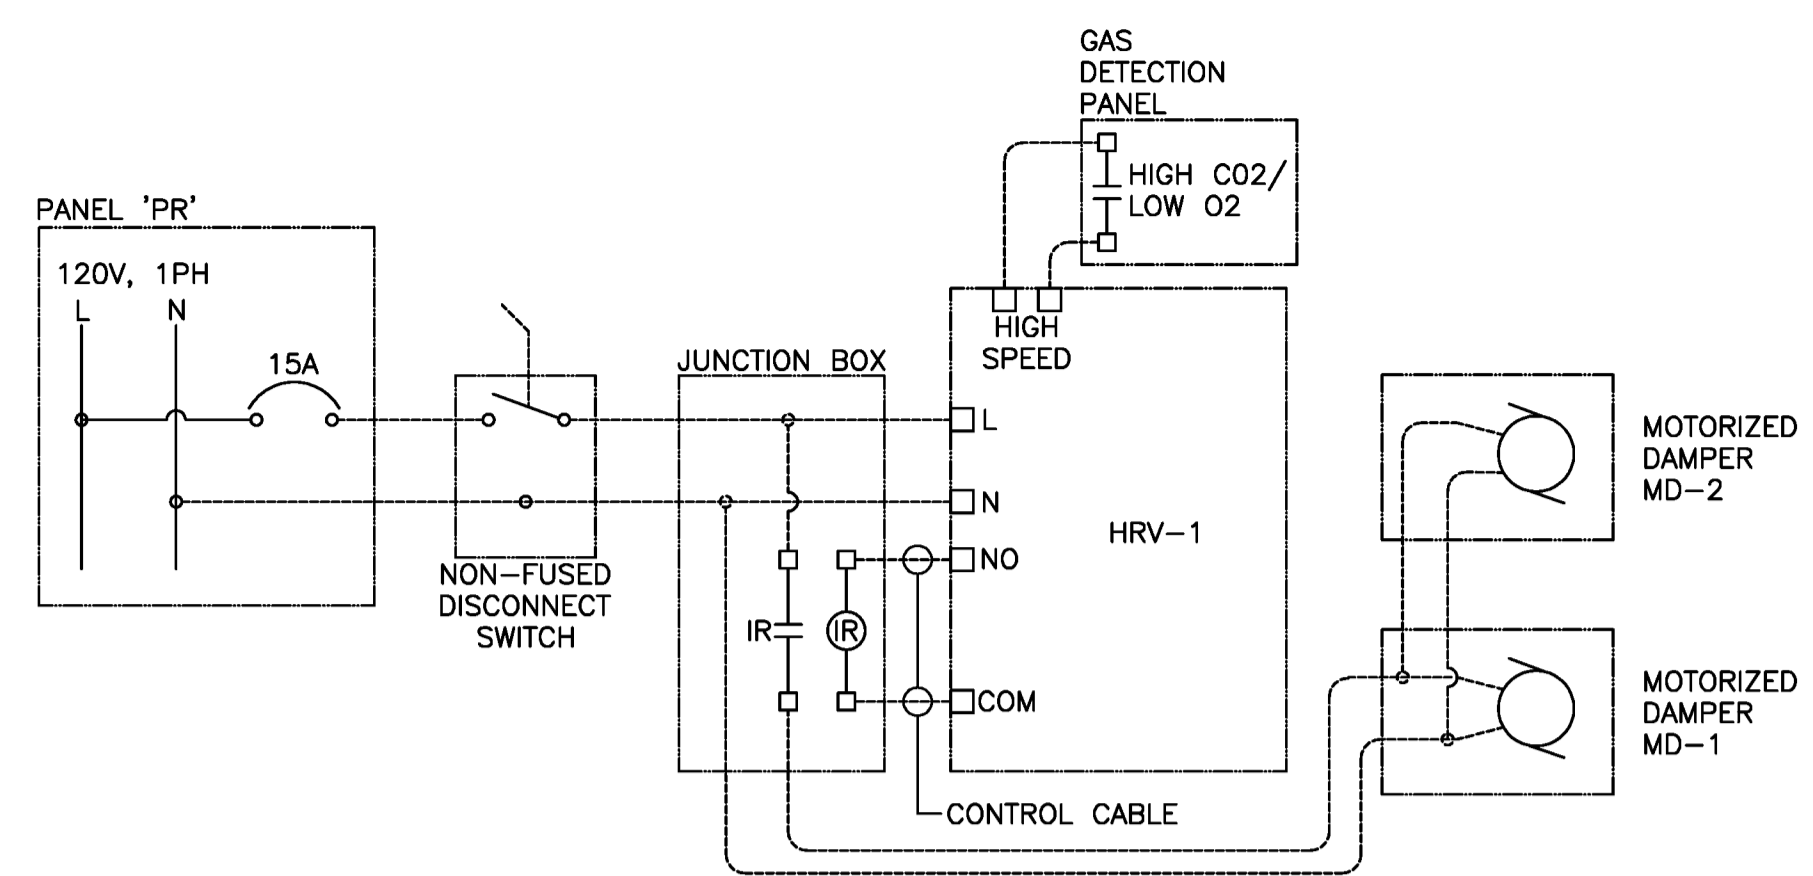 GAS
DETECTION
PANEL
HIGH CO2/
LOW O2
PANEL 'PR'
120V, 1PH
L N
15A
NON-FUSED
DISCONNECT
SWITCH
JUNCTION BOX
IR
IR
HIGH
SPEED
L
N
NO
COM
HRV-1
CONTROL CABLE
MOTORIZED
DAMPER
MD-2
MOTORIZED
DAMPER
MD-1